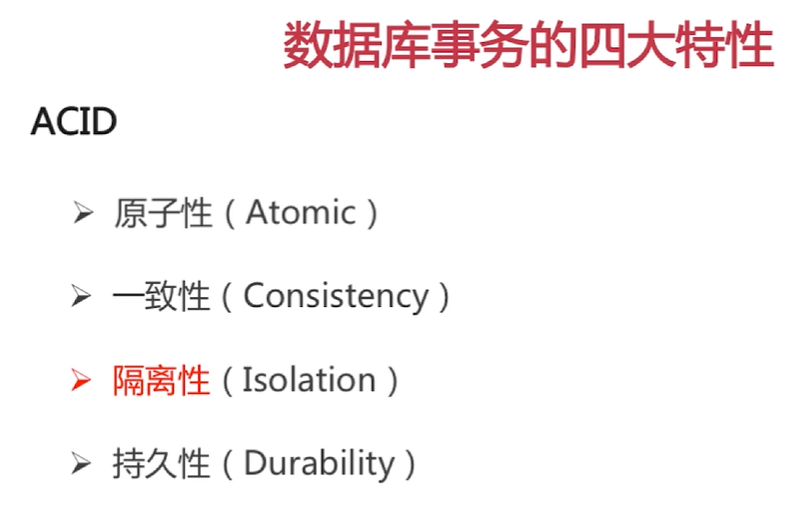 数据库事务的四大特性
ACID
原子性（Atomic）
一致性（Consistency）
隔离性（Isolation）
持久性（Durability）